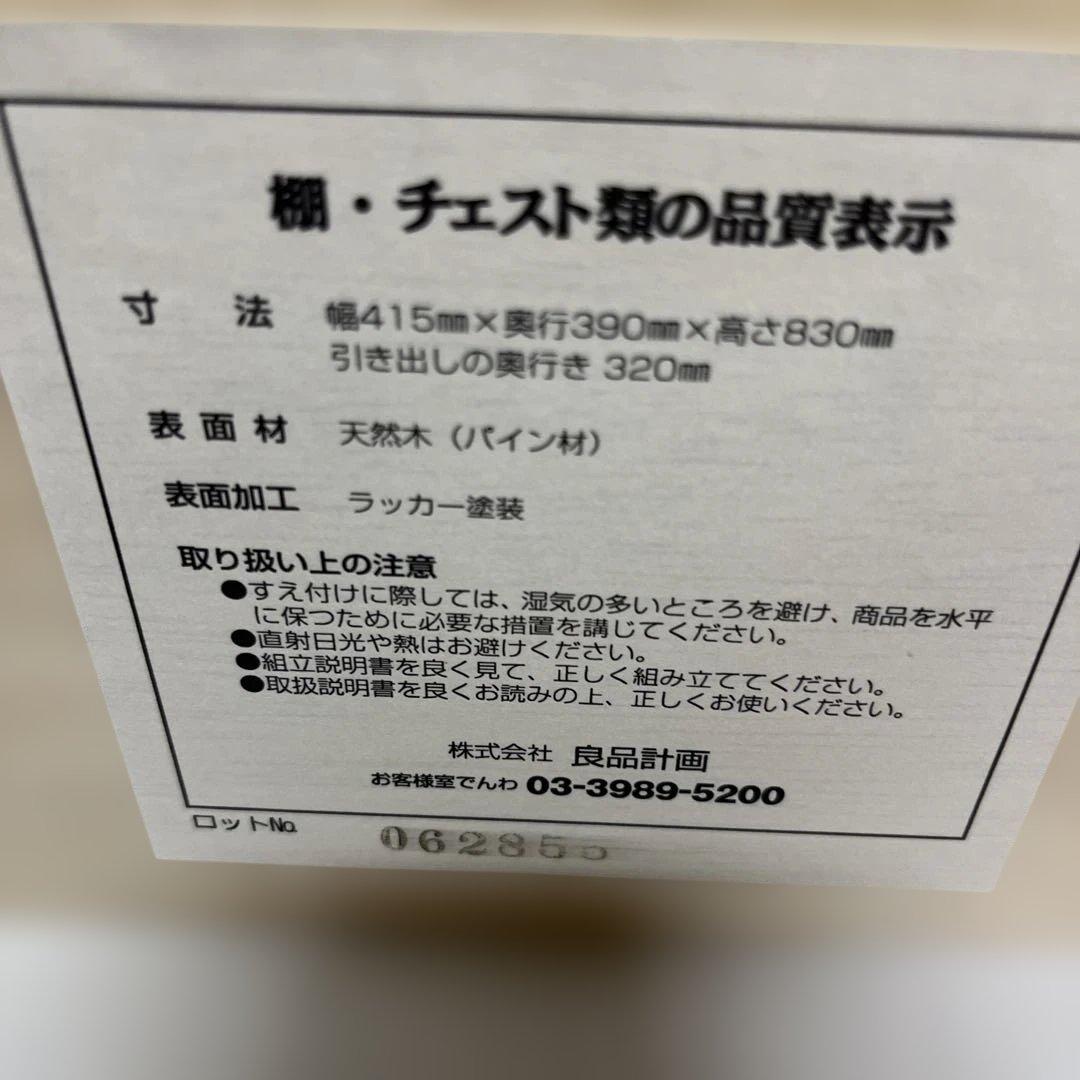 棚・チェスト類の品質表示
寸法 幅415㎜×奥行390㎜×高さ830㎜
引き出しの奥行き 320㎜
表面材 天然木（パイン材）
表面加工 ラッカー塗装
取り扱い上の注意
●すえ付けに際しては、湿気の多いところを避け、商品を水平
に保つために必要な措置を講じてください。
●直射日光や熱はお避けください。
●組立説明書を良く見て、正しく組み立ててください。
●取扱説明書を良くお読みの上、正しくお使いください。
株式会社 良品計画
お客様室でんわ 03-3989-5200
ロット№ 062855